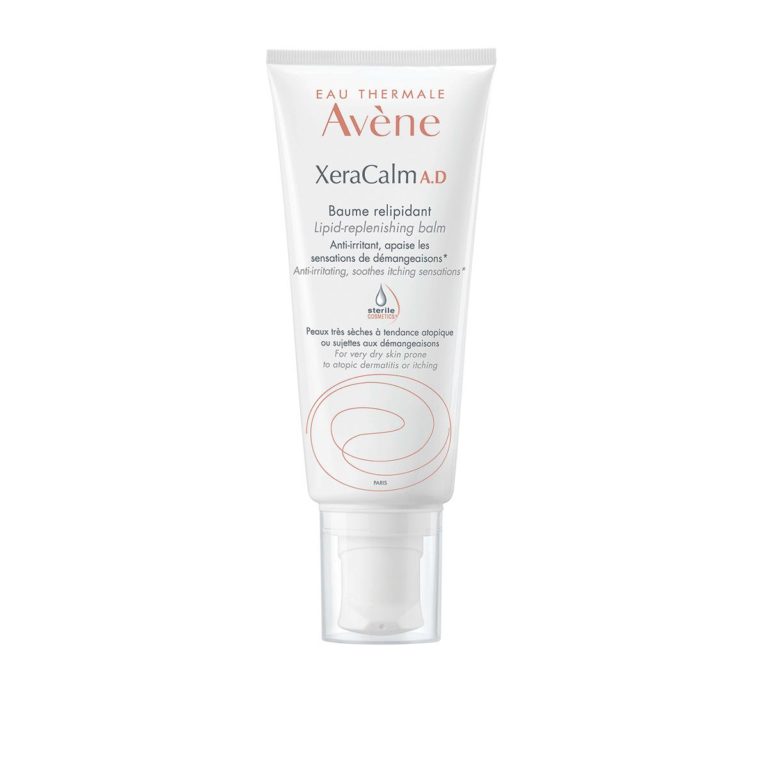 EAU THERMALE
Avène
XeraCalm A.D
Baume relipidant
Lipid-replenishing balm
Anti-irritant, apaise les
sensations de démangeaisons*
Anti-irritating, soothes itching sensations*
sterile
COSMETICS
Peaux très sèches à tendance atopique
ou sujettes aux démangeaisons
For very dry skin prone
to atopic dermatitis or itching
PARIS